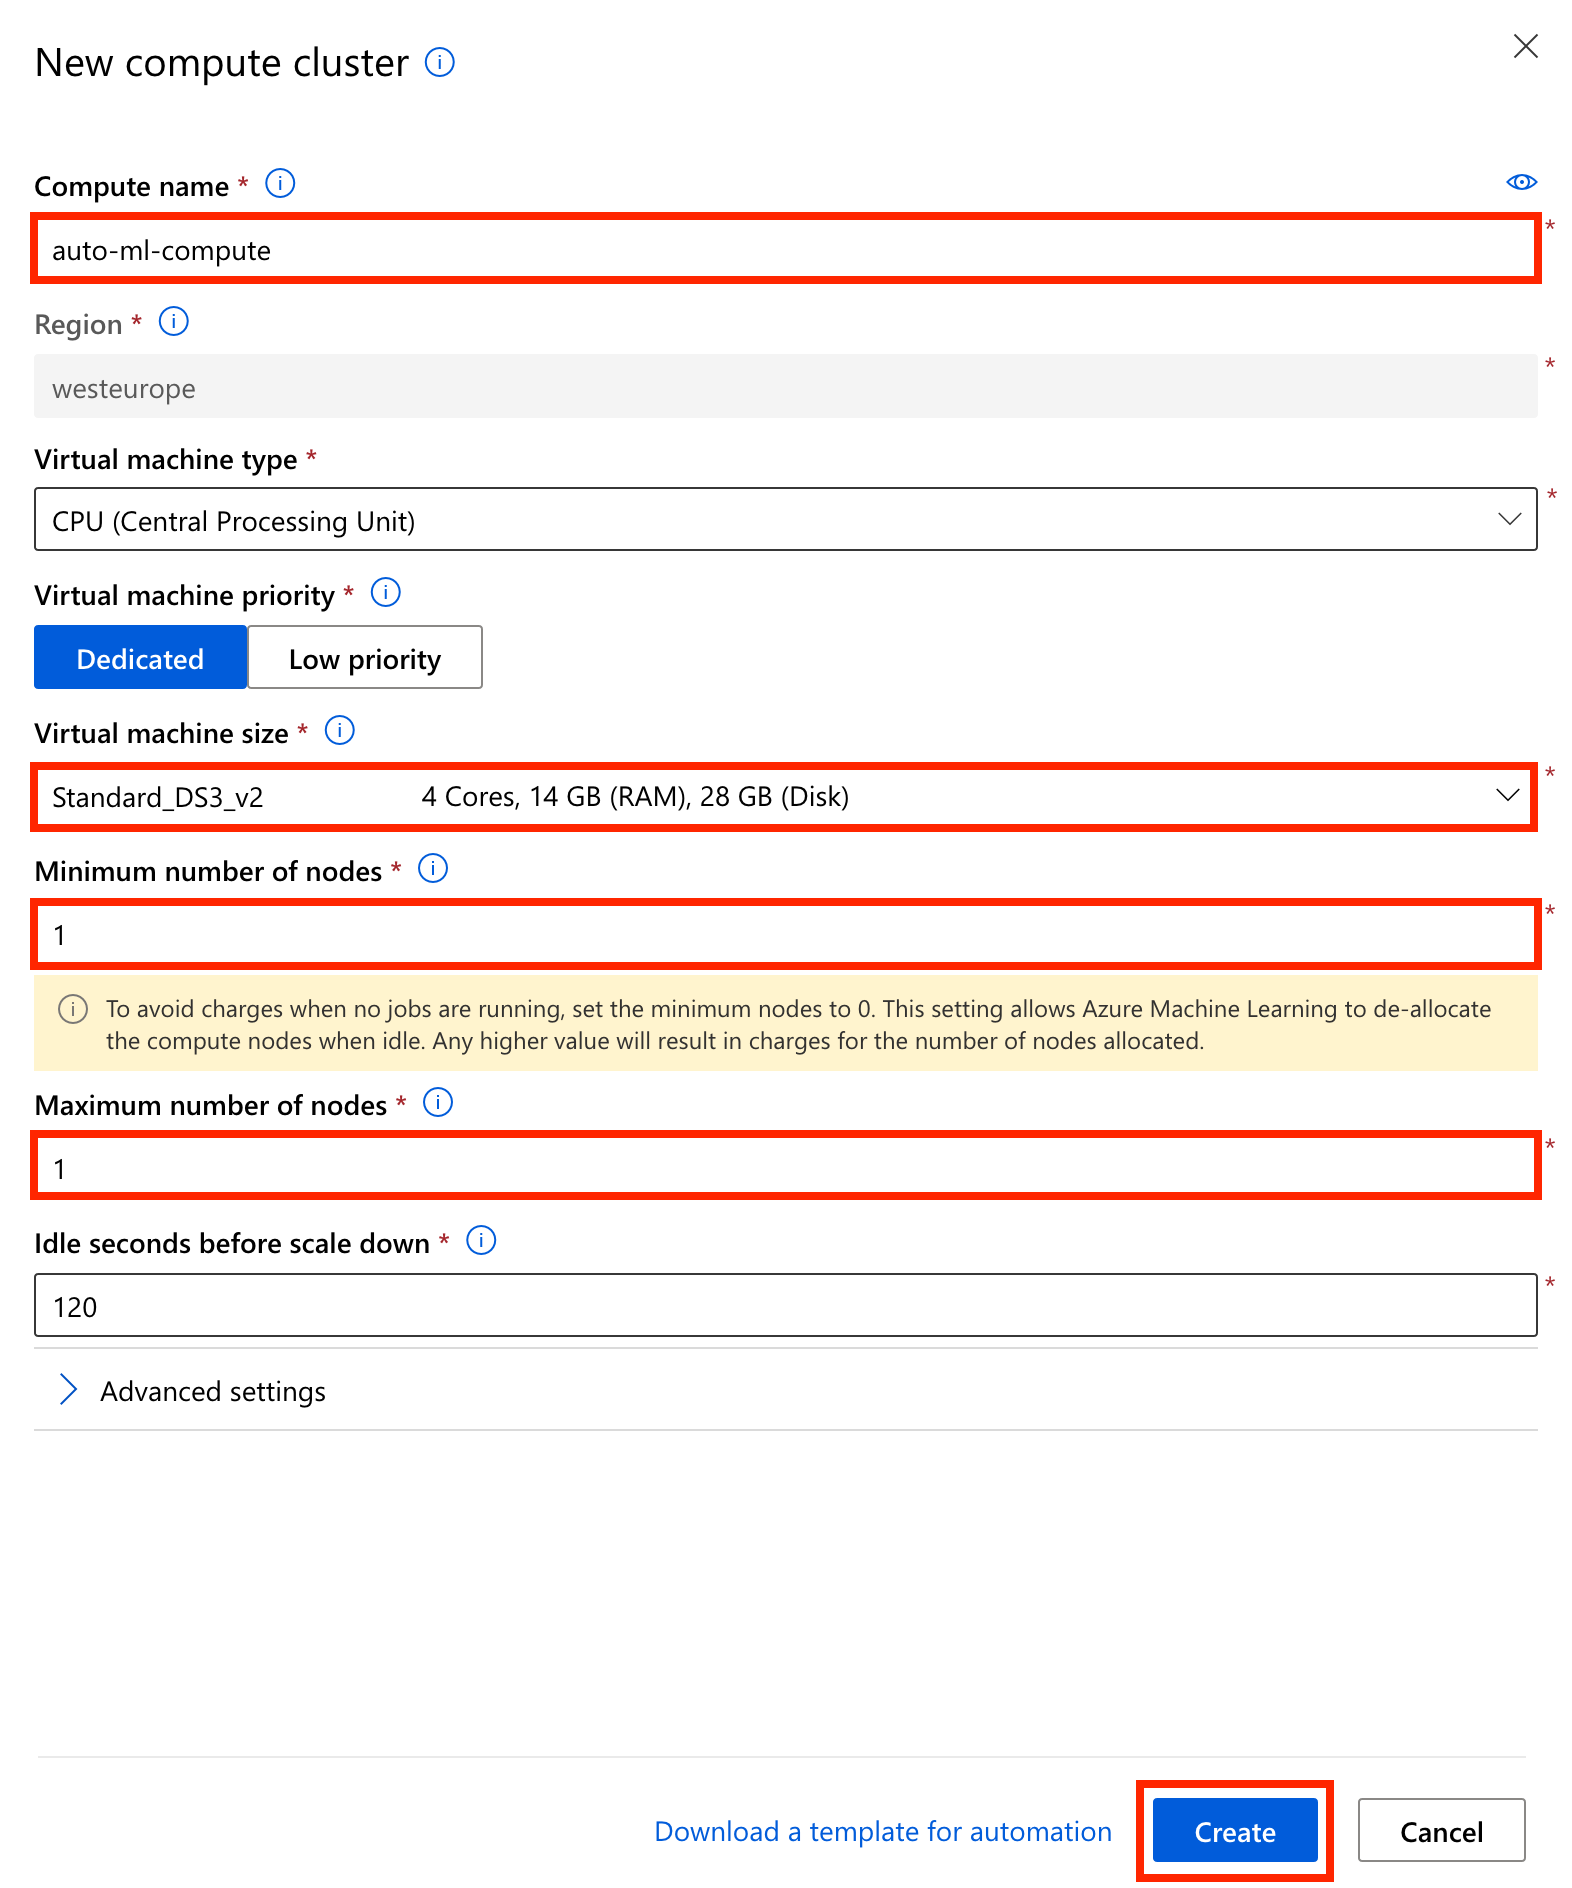 New compute cluster
Compute name *
auto-ml-compute
*
Region *
westeurope
*
Virtual machine type *
CPU (Central Processing Unit)
*
Virtual machine priority *
Dedicated
Low priority
Virtual machine size *
Standard_DS3_v2 4 Cores, 14 GB (RAM), 28 GB (Disk)
*
Minimum number of nodes *
1
*
To avoid charges when no jobs are running, set the minimum nodes to 0. This setting allows Azure Machine Learning to de-allocate
the compute nodes when idle. Any higher value will result in charges for the number of nodes allocated.
Maximum number of nodes *
1
*
Idle seconds before scale down *
120
*
Advanced settings
Download a template for automation
Create
Cancel